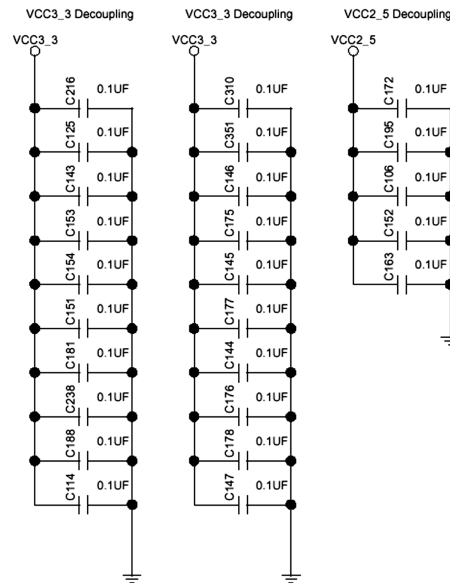 VCC3_3 Decoupling
VCC3_3
C216 0.1UF
C125 0.1UF
C143 0.1UF
C153 0.1UF
C154 0.1UF
C151 0.1UF
C181 0.1UF
C238 0.1UF
C188 0.1UF
C114 0.1UF
VCC3_3 Decoupling
VCC3_3
C310 0.1UF
C351 0.1UF
C146 0.1UF
C175 0.1UF
C145 0.1UF
C177 0.1UF
C144 0.1UF
C176 0.1UF
C178 0.1UF
C147 0.1UF
VCC2_5 Decoupling
VCC2_5
C172 0.1UF
C195 0.1UF
C106 0.1UF
C152 0.1UF
C163 0.1UF